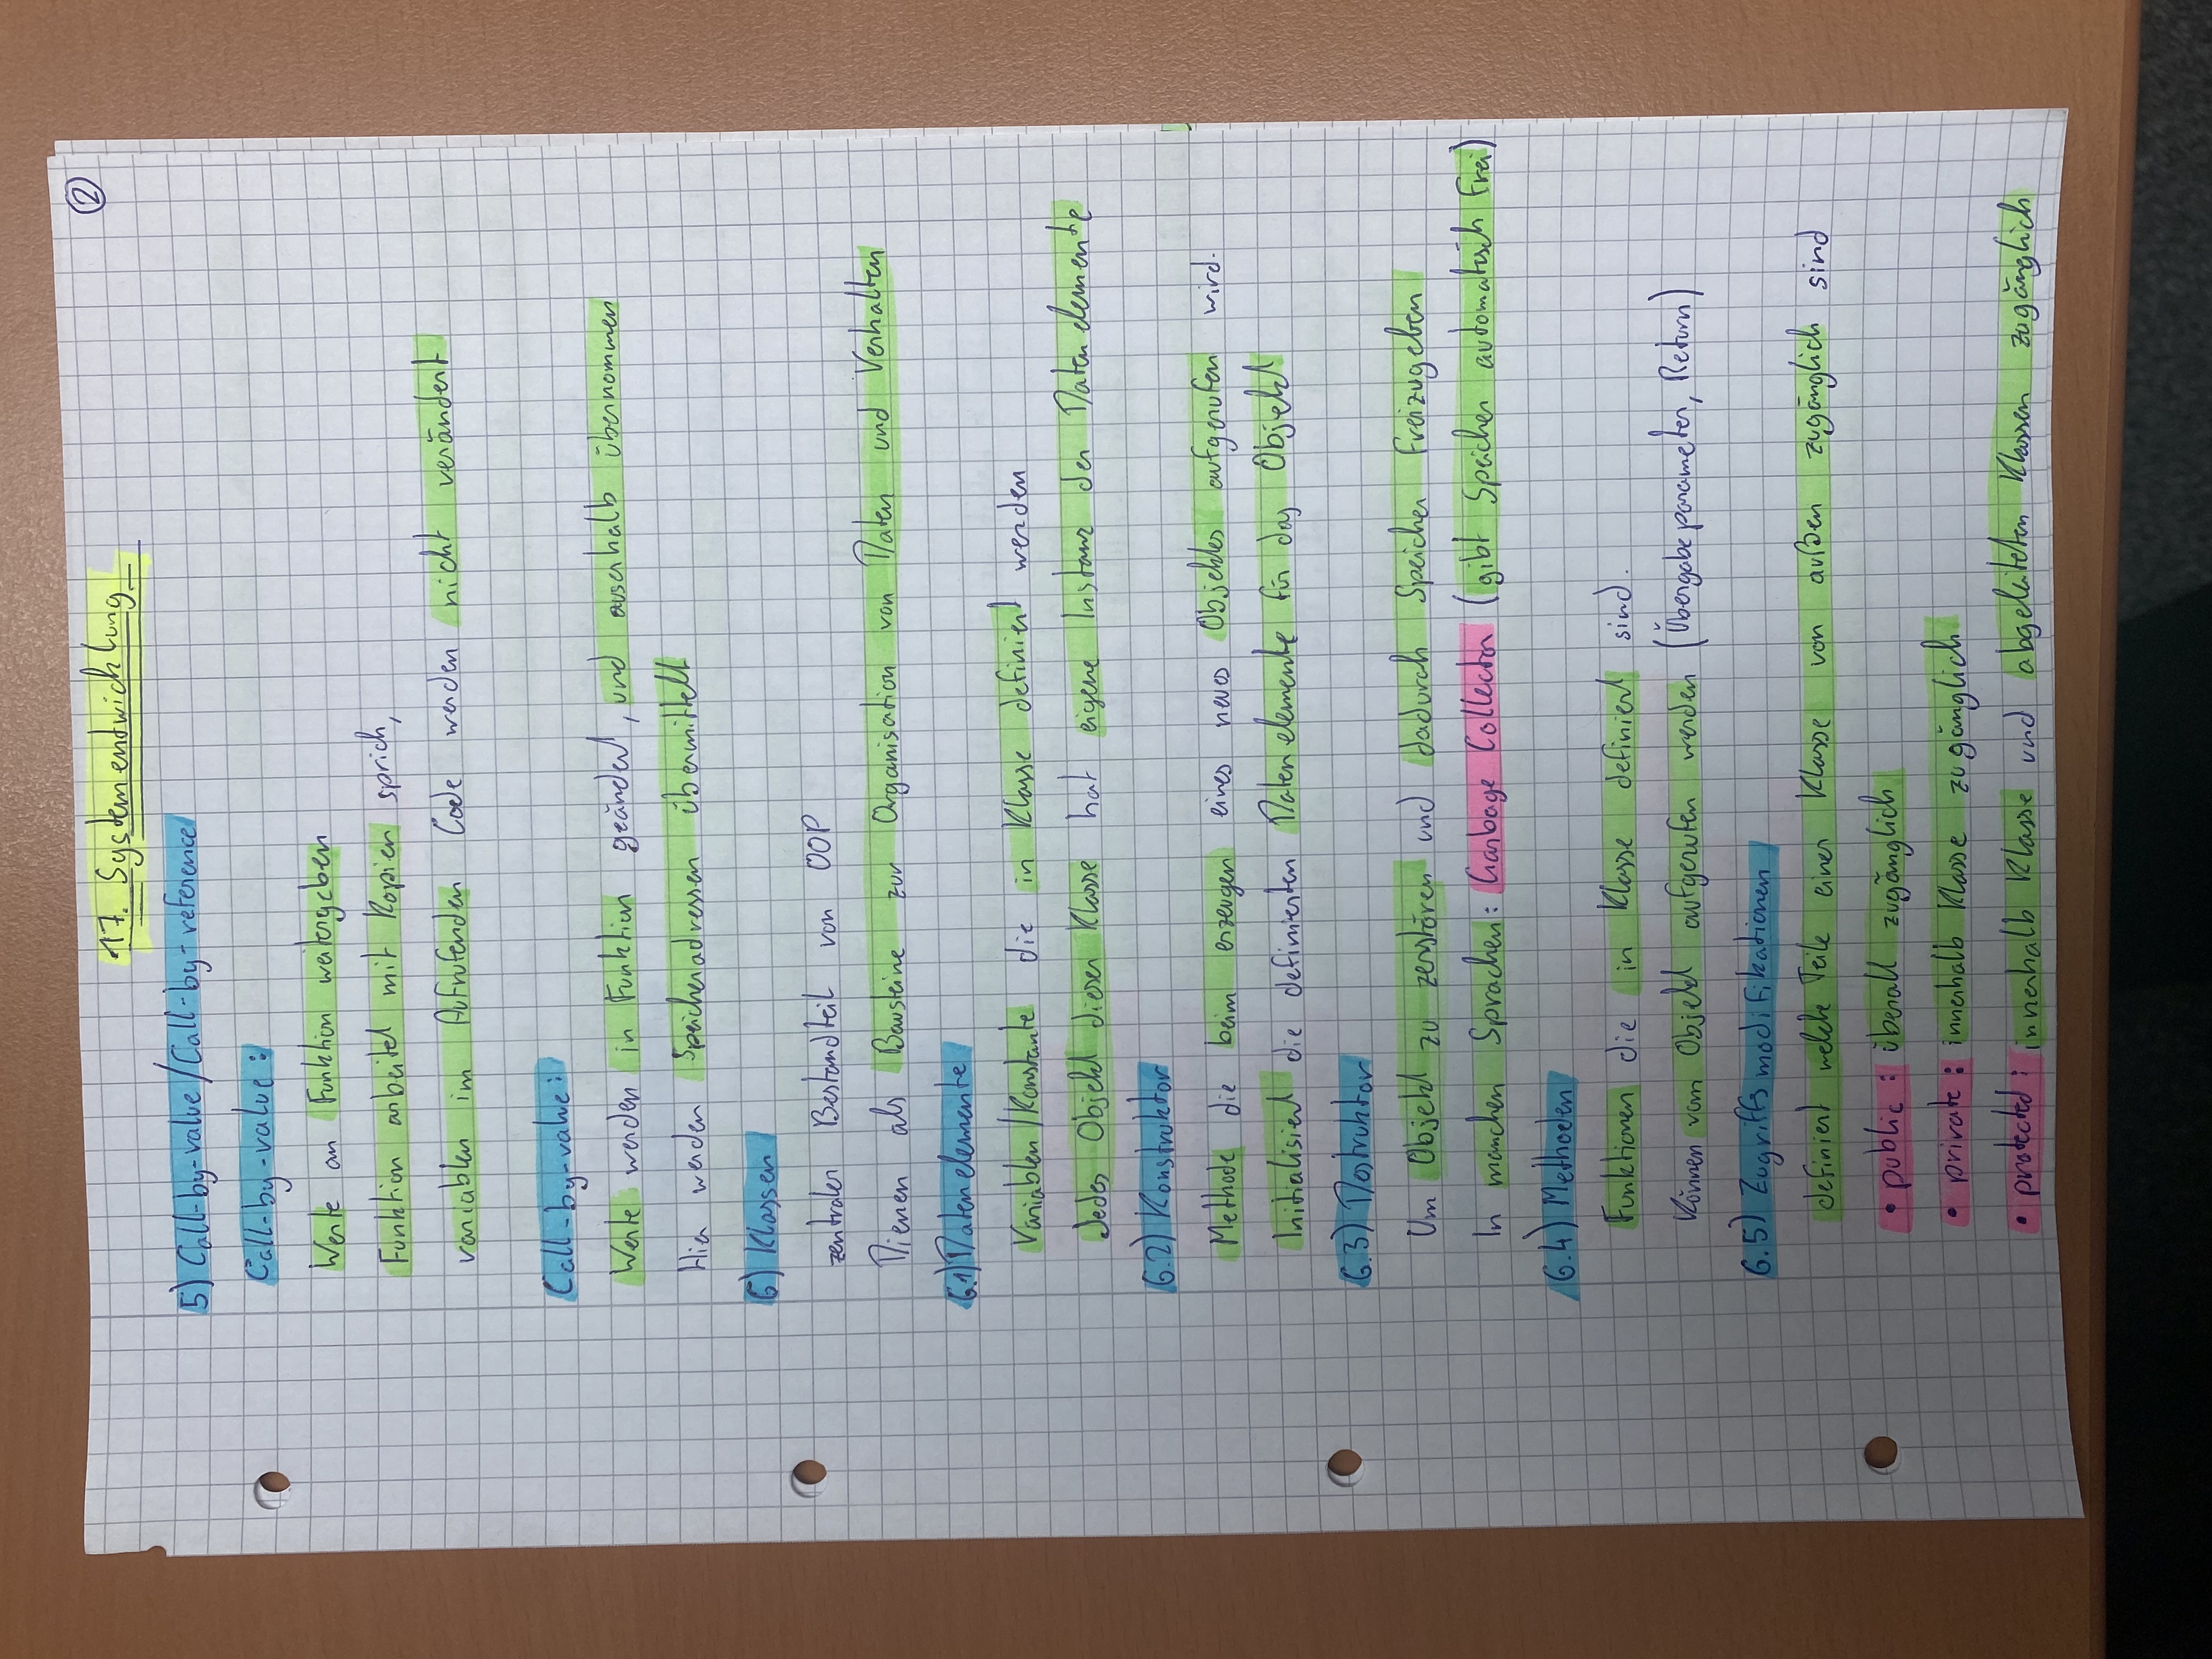 17. Systementwicklung
2
5) Call-by-value/Call-by-reference
Call-by-value:
Werte an Funktion weitergeben
Funktion arbeitet mit Kopien sprich,
variablen im Aufrufenden Code werden nicht verändert
Call-by-value:
Werte werden in Funktion geändert, und auserhalb übernommen
Hier werden Speicheradressen übermittelt
6) Klassen
zentraler Bestandteil von OOP
Dienen als Bausteine zur Organisation von Daten und Verhalten
6.1) Datenelemente
Variablen/Konstante die in Klasse definiert werden
Jedes Objekt dieser Klasse hat eigene Instanz der Datenelemente
6.2) Konstruktor
Methode die beim erzeugen eines neues Objektes aufgerufen wird.
Initialisiert die definierten Datenelemente für das Objekt
6.3) Destruktor
Um Objekt zu zerstören und dadurch Speicher freizugeben
In manchen Sprachen: Garbage Collector (gibt Speicher automatisch frei)
6.4) Methoden
Funktionen die in Klasse definiert sind.
Können vom Objekt aufgerufen werden (Übergabeparameter, Return)
6.5) Zugriffsmodifikationen
definiert welche Teile einer Klasse von außen zugänglich sind
• public: überall zugänglich
• private: innerhalb Klasse zugänglich
• protected: innerhalb Klasse und abgeleiteten Klassen zugänglich